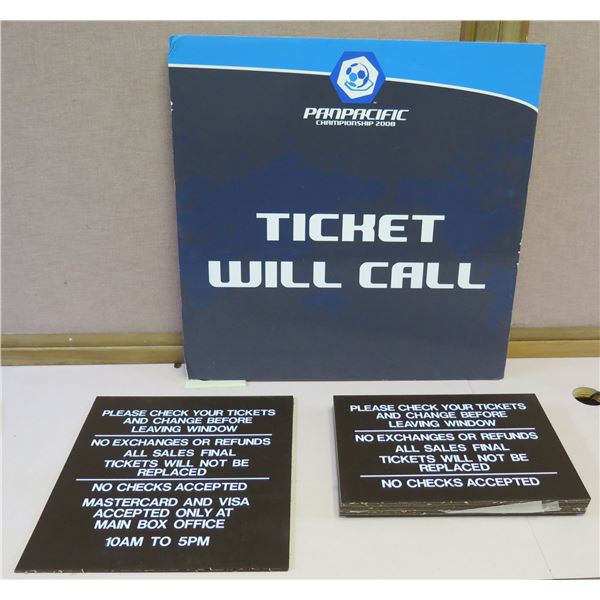 PANPACIFIC
CHAMPIONSHIP 2008
TICKET
WILL CALL
PLEASE CHECK YOUR TICKETS
AND CHANGE BEFORE
LEAVING WINDOW
NO EXCHANGES OR REFUNDS
ALL SALES FINAL
TICKETS WILL NOT BE
REPLACED
NO CHECKS ACCEPTED
MASTERCARD AND VISA
ACCEPTED ONLY AT
MAIN BOX OFFICE
10AM TO 5PM
PLEASE CHECK YOUR TICKETS
AND CHANGE BEFORE
LEAVING WINDOW
NO EXCHANGES OR REFUNDS
ALL SALES FINAL
TICKETS WILL NOT BE
REPLACED
NO CHECKS ACCEPTED